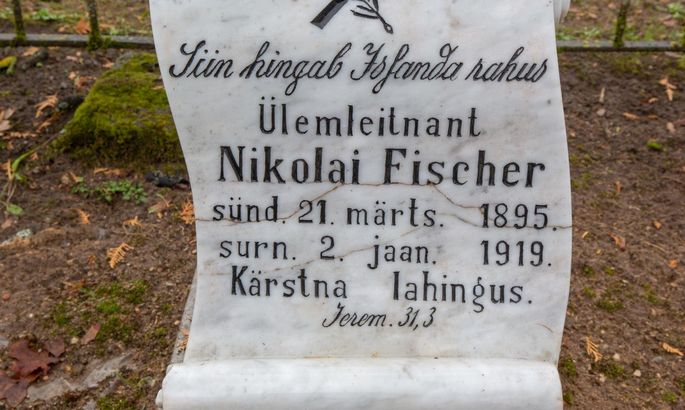 Siin hingab Issanda rahus
Ülemleitnant
Nikolai Fischer
sünd. 21. märts. 1895.
surn. 2. jaan. 1919.
Kärstna lahingus.
Jerem. 31,3